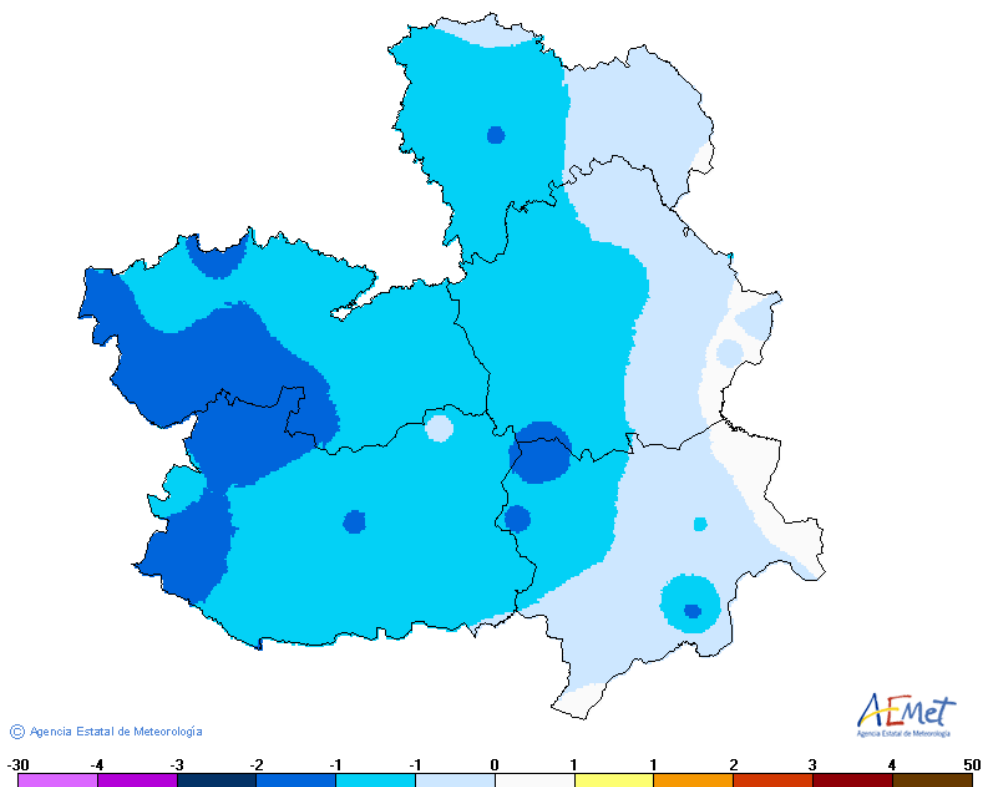 AEMet
Agencia Estatal de Meteorología
© Agencia Estatal de Meteorología
-30 -4 -3 -2 -1 -1 0 1 1 2 3 4 50